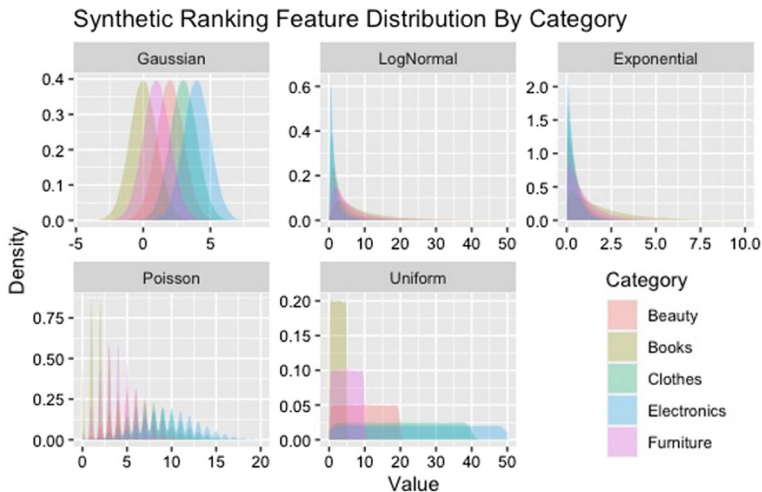 Synthetic Ranking Feature Distribution By Category
Gaussian
LogNormal
Exponential
0.4
0.3
0.2
0.1
0.0
-5 0 5
0.6
0.4
0.2
0.0
0 10 20 30 40 50
2.0
1.5
1.0
0.5
0.0
0.0 2.5 5.0 7.5 10.0
Density
Poisson
Uniform
0.75
0.50
0.25
0.00
0 5 10 15 20
0.20
0.15
0.10
0.05
0.00
0 10 20 30 40 50
Value
Category
Beauty
Books
Clothes
Electronics
Furniture